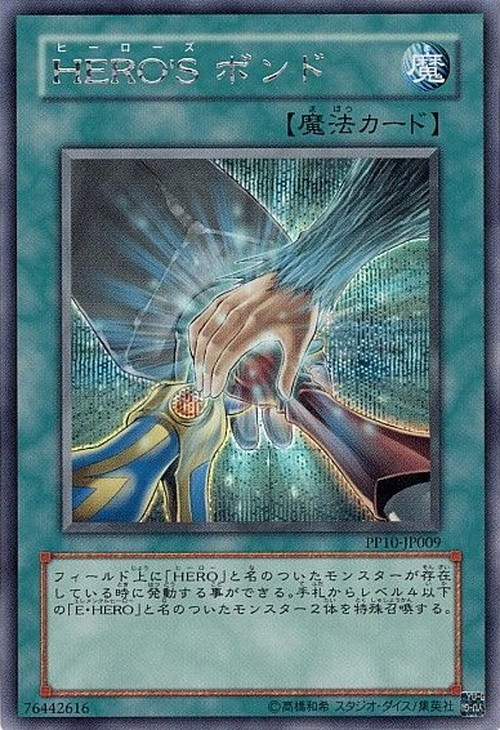 ヒーローズ
HERO'S ボンド
魔
まほう
【魔法カード】
PP10-JP009
フィールド上に「HERO」と名のついたモンスターが存在
している時に発動する事ができる。手札からレベル４以下
の「E・HERO」と名のついたモンスター２体を特殊召喚する。
76442616
©高橋和希 スタジオ・ダイス/集英社